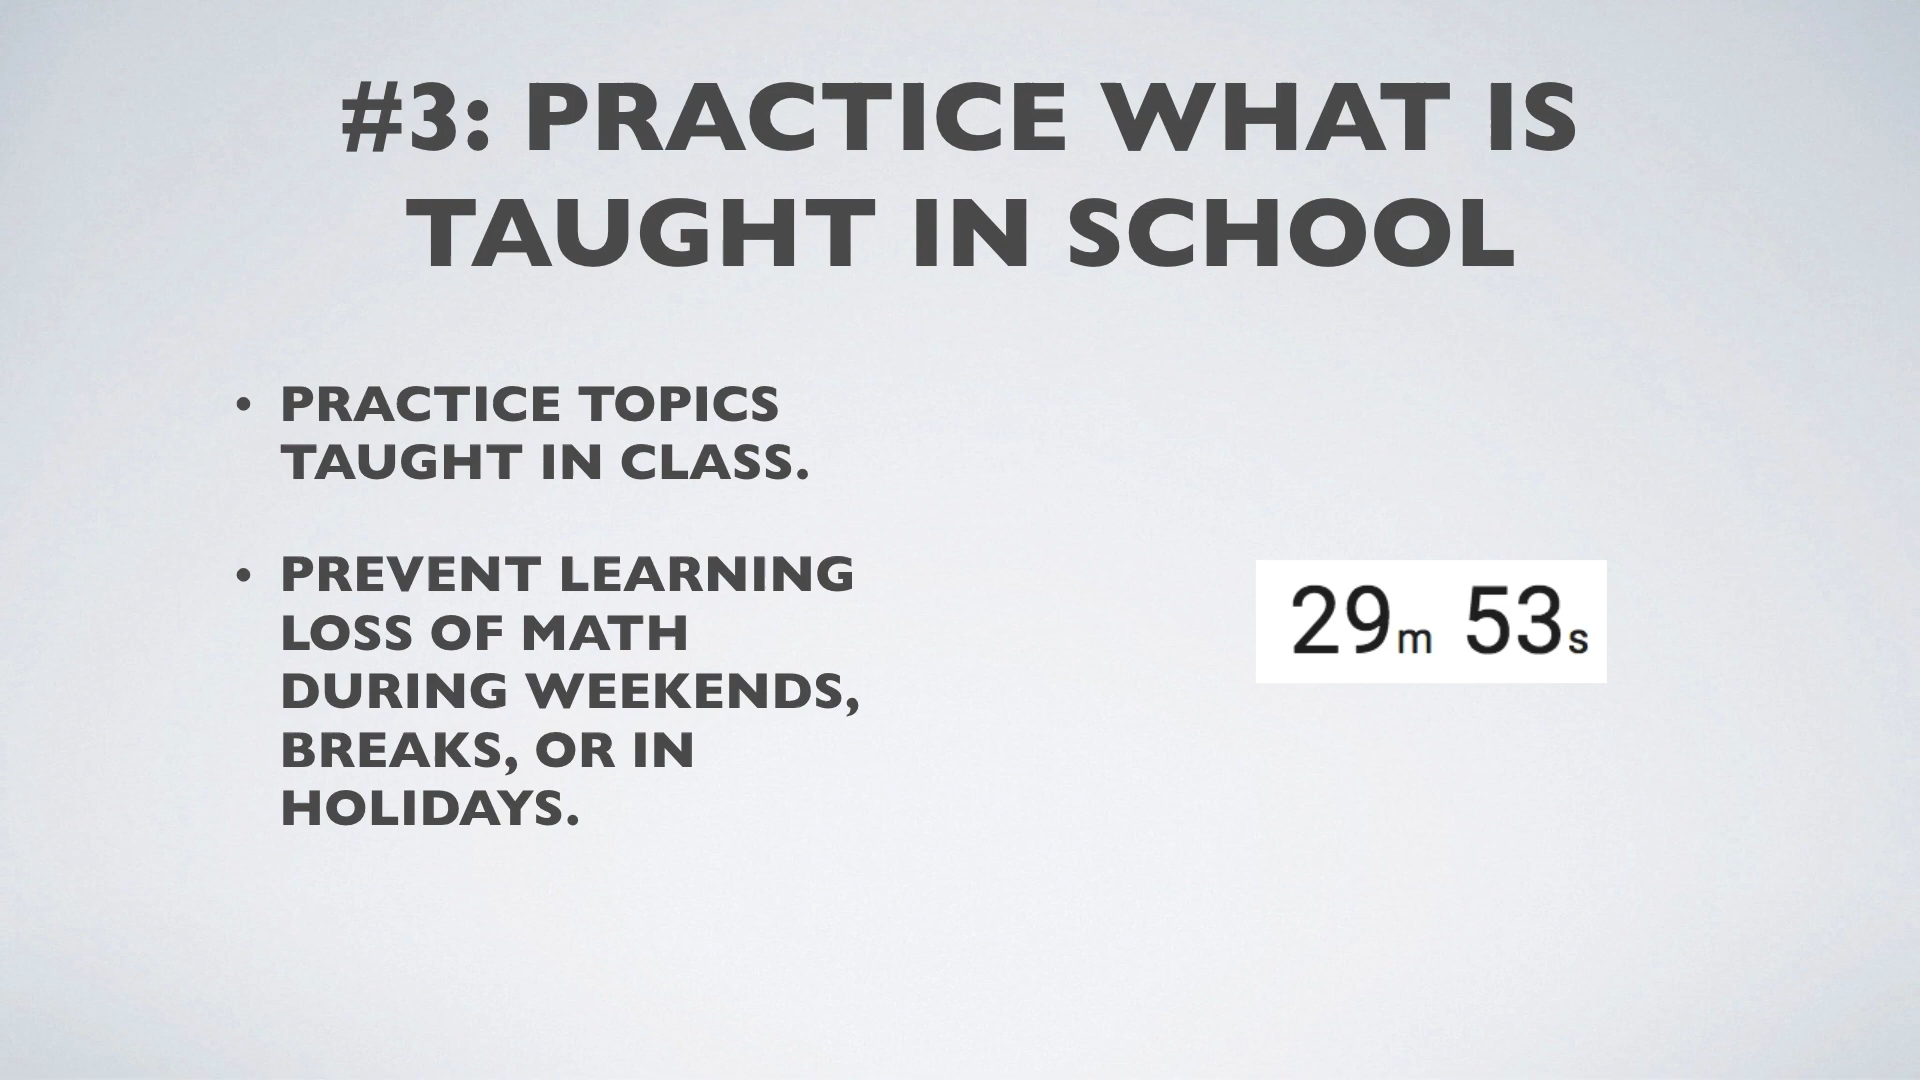 #3: PRACTICE WHAT IS
TAUGHT IN SCHOOL
• PRACTICE TOPICS
TAUGHT IN CLASS.
• PREVENT LEARNING
LOSS OF MATH
DURING WEEKENDS,
BREAKS, OR IN
HOLIDAYS.
29m 53s